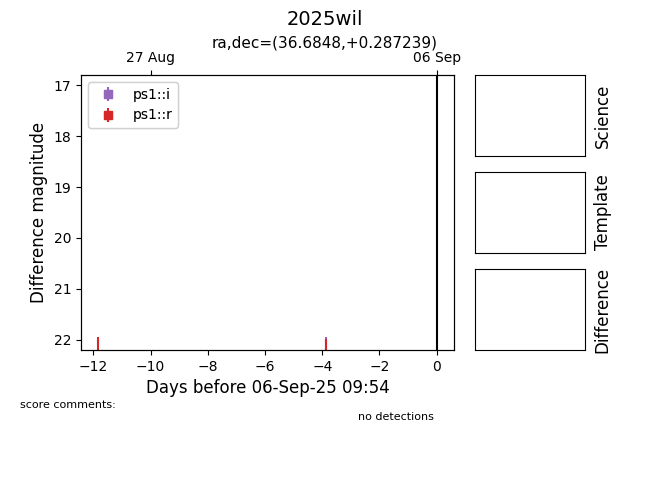 2025wil
ra,dec=(36.6848,+0.287239)
27 Aug
06 Sep
ps1::i
ps1::r
17
18
19
20
21
22
Difference magnitude
−12
−10
−8
−6
−4
−2
0
Days before 06-Sep-25 09:54
Science
Template
Difference
score comments:
no detections